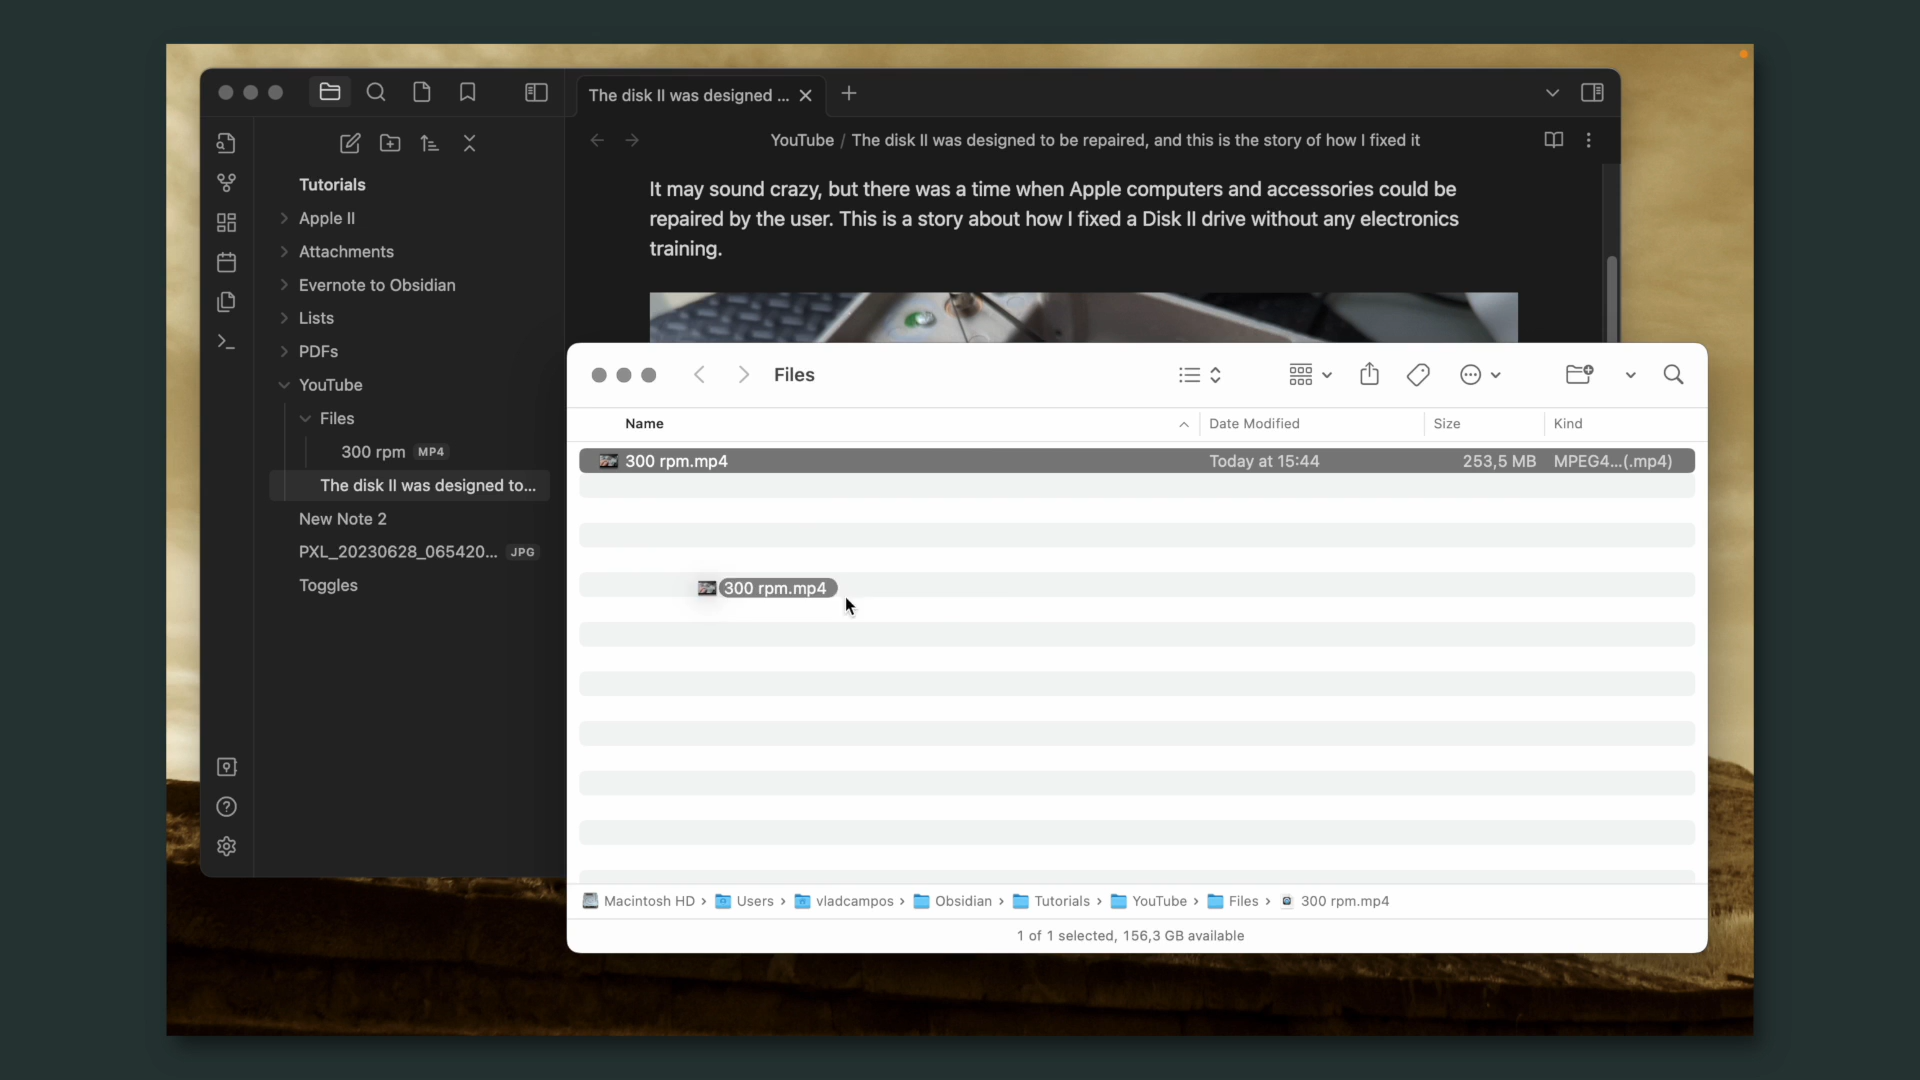 The disk II was designed ...
YouTube / The disk II was designed to be repaired, and this is the story of how I fixed it
Tutorials
Apple II
Attachments
Evernote to Obsidian
Lists
PDFs
YouTube
Files
300 rpm MP4
The disk II was designed to...
New Note 2
PXL_20230628_065420... JPG
Toggles
It may sound crazy, but there was a time when Apple computers and accessories could be
repaired by the user. This is a story about how I fixed a Disk II drive without any electronics
training.
Files
Name Date Modified Size Kind
300 rpm.mp4 Today at 15:44 253,5 MB MPEG4...(.mp4)
300 rpm.mp4
Macintosh HD › Users › vladcampos › Obsidian › Tutorials › YouTube › Files › 300 rpm.mp4
1 of 1 selected, 156,3 GB available